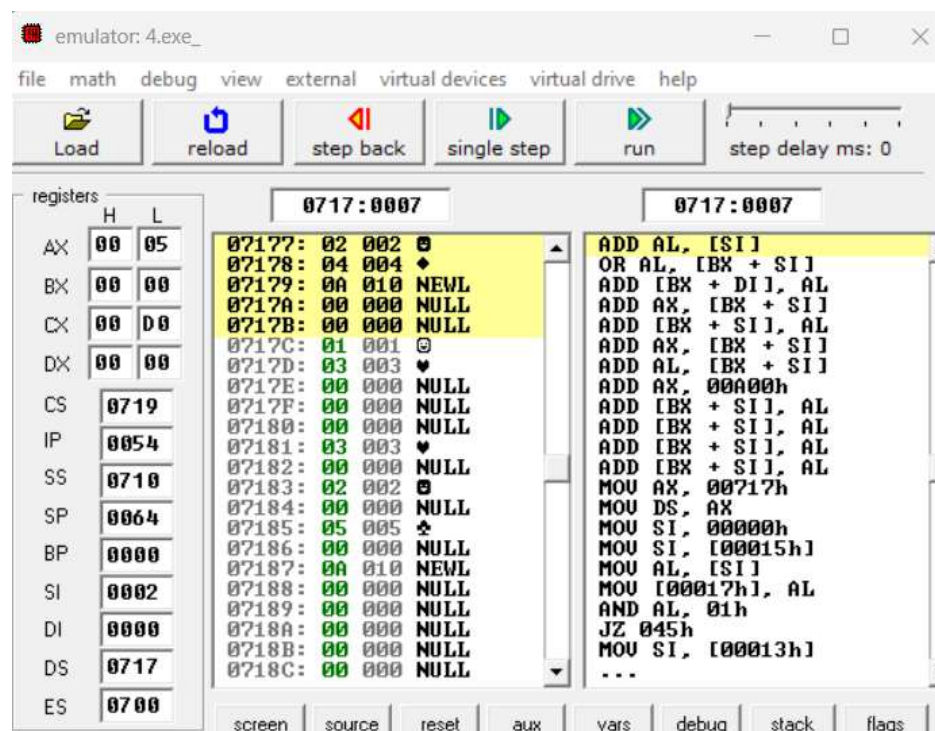 emulator: 4.exe_
file math debug view external virtual devices virtual drive help
Load reload step back single step run step delay ms: 0
registers
H L
0717:0007 0717:0007
AX 00 05
BX 00 00
CX 00 D0
DX 00 00
CS 0719
IP 0054
SS 0710
SP 0064
BP 0000
SI 0002
DI 0000
DS 0717
ES 0700
07177: 02 002 ☻
07178: 04 004 ♦
07179: 0A 010 NEWL
0717A: 00 000 NULL
0717B: 00 000 NULL
0717C: 01 001 ☺
0717D: 03 003 ♥
0717E: 00 000 NULL
0717F: 00 000 NULL
07180: 00 000 NULL
07181: 03 003 ♥
07182: 00 000 NULL
07183: 02 002 ☻
07184: 00 000 NULL
07185: 05 005 ♣
07186: 00 000 NULL
07187: 0A 010 NEWL
07188: 00 000 NULL
07189: 00 000 NULL
0718A: 00 000 NULL
0718B: 00 000 NULL
0718C: 00 000 NULL
ADD AL, [SI]
OR AL, [BX + SI]
ADD [BX + DI], AL
ADD AX, [BX + SI]
ADD [BX + SI], AL
ADD AX, [BX + SI]
ADD AL, [BX + SI]
ADD AX, 00A00h
ADD [BX + SI], AL
ADD [BX + SI], AL
ADD [BX + SI], AL
ADD [BX + SI], AL
MOV AX, 00717h
MOV DS, AX
MOV SI, 00000h
MOV SI, [00015h]
MOV AL, [SI]
MOV [00017h], AL
AND AL, 01h
JZ 045h
MOV SI, [00013h]
...
screen source reset aux vars debug stack flags